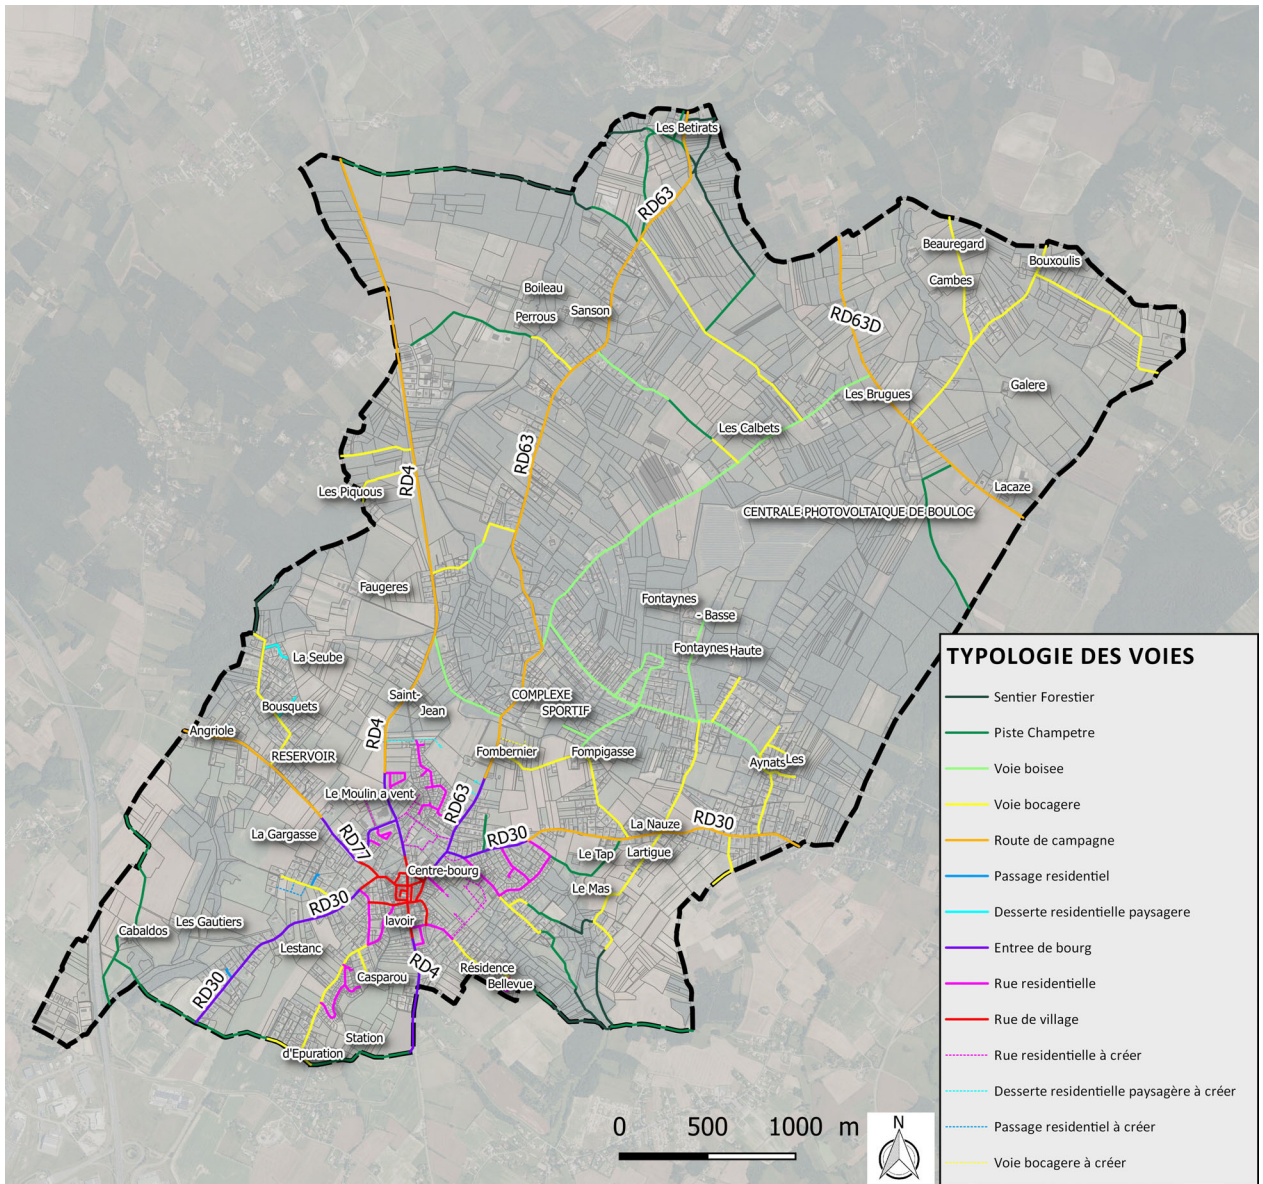 Les Betirats
RD63
Beauregard
Bouxoulis
Cambes
Boileau
Sanson
Perrous
RD63D
Galere
Les Brugues
Les Calbets
RD63
RD4
Les Piquous
Lacaze
CENTRALE PHOTOVOLTAIQUE DE BOULOC
Faugeres
Fontaynes
- Basse
Fontaynes Haute
La Seube
Saint-
Jean
COMPLEXE
SPORTIF
Bousquets
Angriole
RD4
RESERVOIR
Fombernier
Fompigasse
Aynats Les
Le Moulin a vent
RD63
La Gargasse
RD77
RD30
La Nauze
RD30
Le Tap
Lartigue
Centre-bourg
Le Mas
RD30
lavoir
Les Gautiers
Cabaldos
Lestanc
RD4
Casparou
Résidence
Bellevue
RD30
Station
d'Epuration
TYPOLOGIE DES VOIES
Sentier Forestier
Piste Champetre
Voie boisee
Voie bocagere
Route de campagne
Passage residentiel
Desserte residentielle paysagere
Entree de bourg
Rue residentielle
Rue de village
Rue residentielle à créer
Desserte residentielle paysagère à créer
Passage residentiel à créer
Voie bocagere à créer
0 500 1000 m
N